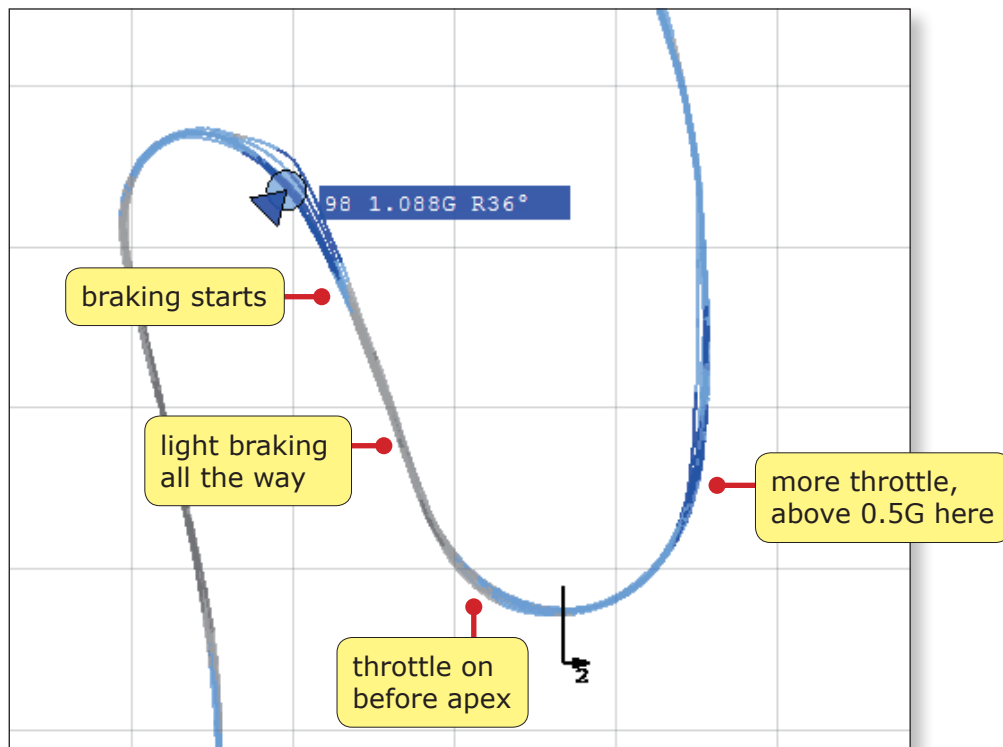 98 1.088G R36°
braking starts
light braking
all the way
more throttle,
above 0.5G here
throttle on
before apex
2